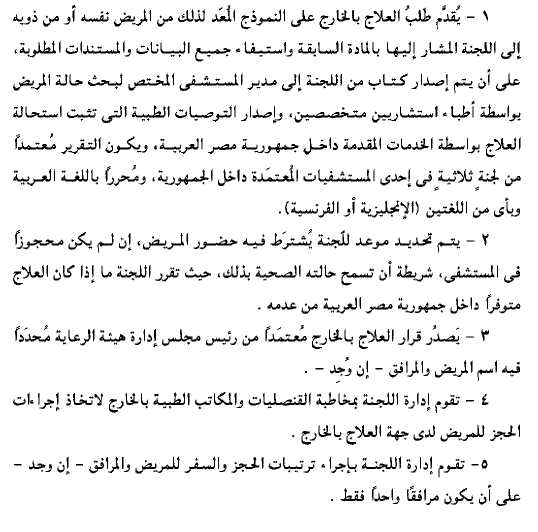 ١ - يُقدَّم طَلبُ العلاج بالخارج على النموذج المُعَد لذلك من المريض نفسه أو من ذويه
إلى اللجنة المشار إليها بالمادة السابقة واستيفاء جميع البيانات والمستندات المطلوبة،
على أن يتم إصدار كتاب من اللجنة إلى مدير المستشفى المختص لبحث حالة المريض
بواسطة أطباء استشاريين متخصصين، وإصدار التوصيات الطبية التى تثبت استحالة
العلاج بواسطة الخدمات المقدمة داخل جمهورية مصر العربية، ويكون التقرير مُعتمداً
من لجنةٍ ثلاثيةٍ فى إحدى المستشفيات المُعتمَدة داخل الجمهورية، ومُحرراً باللغة العربية
وبأى من اللغتين (الإنجليزية أو الفرنسية).
٢ - يتم تحديد موعد للّجنة يُشترَط فيه حضور المريض، إن لم يكن محجوزاً
فى المستشفى، شريطة أن تسمح حالته الصحية بذلك، حيث تقرر اللجنة ما إذا كان العلاج
متوفراً داخل جمهورية مصر العربية من عدمه .
٣ - يَصدُر قرار العلاج بالخارج مُعتمَداً من رئيس مجلس إدارة هيئة الرعاية مُحدَداً
فيه اسم المريض والمرافق - إن وُجِد - .
٤ - تقوم إدارة اللجنة بمخاطبة القنصليات والمكاتب الطبية بالخارج لاتخاذ إجراءات
الحجز للمريض لدى جهة العلاج بالخارج .
٥- تقوم إدارة اللجنة بإجراء ترتيبات الحجز والسفر للمريض والمرافق - إن وجد -
على أن يكون مرافقًا واحداً فقط .